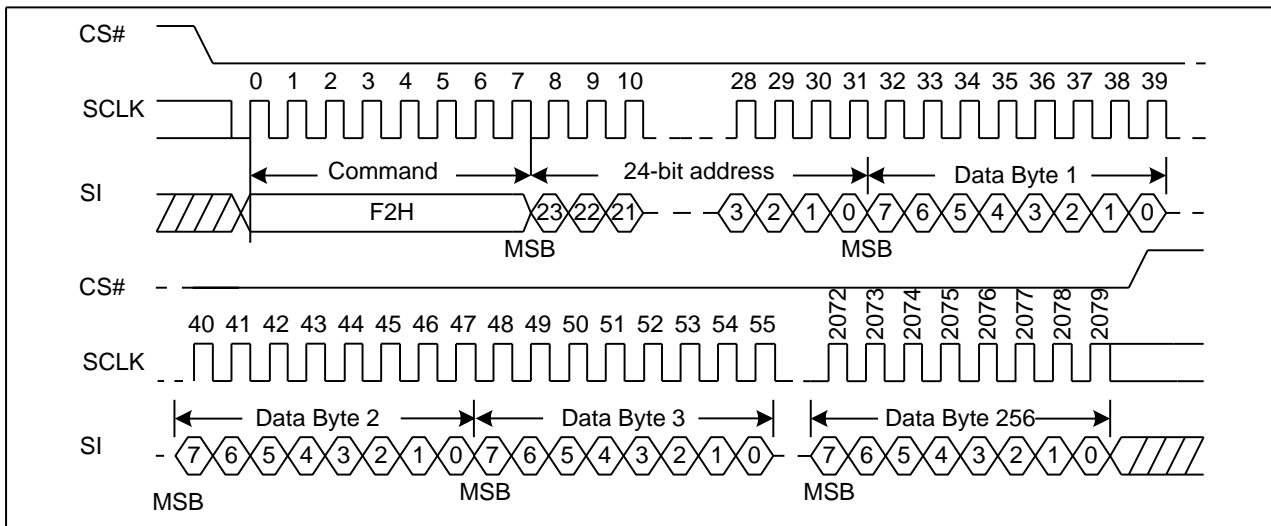 CS#
0 1 2 3 4 5 6 7 8 9 10 28 29 30 31 32 33 34 35 36 37 38 39
SCLK
Command 24-bit address Data Byte 1
SI
F2H 23 22 21 3 2 1 0 7 6 5 4 3 2 1 0
MSB MSB
CS#
40 41 42 43 44 45 46 47 48 49 50 51 52 53 54 55 2072 2073 2074 2075 2076 2077 2078 2079
SCLK
Data Byte 2 Data Byte 3 Data Byte 256
SI
7 6 5 4 3 2 1 0 7 6 5 4 3 2 1 0 7 6 5 4 3 2 1 0
MSB MSB MSB